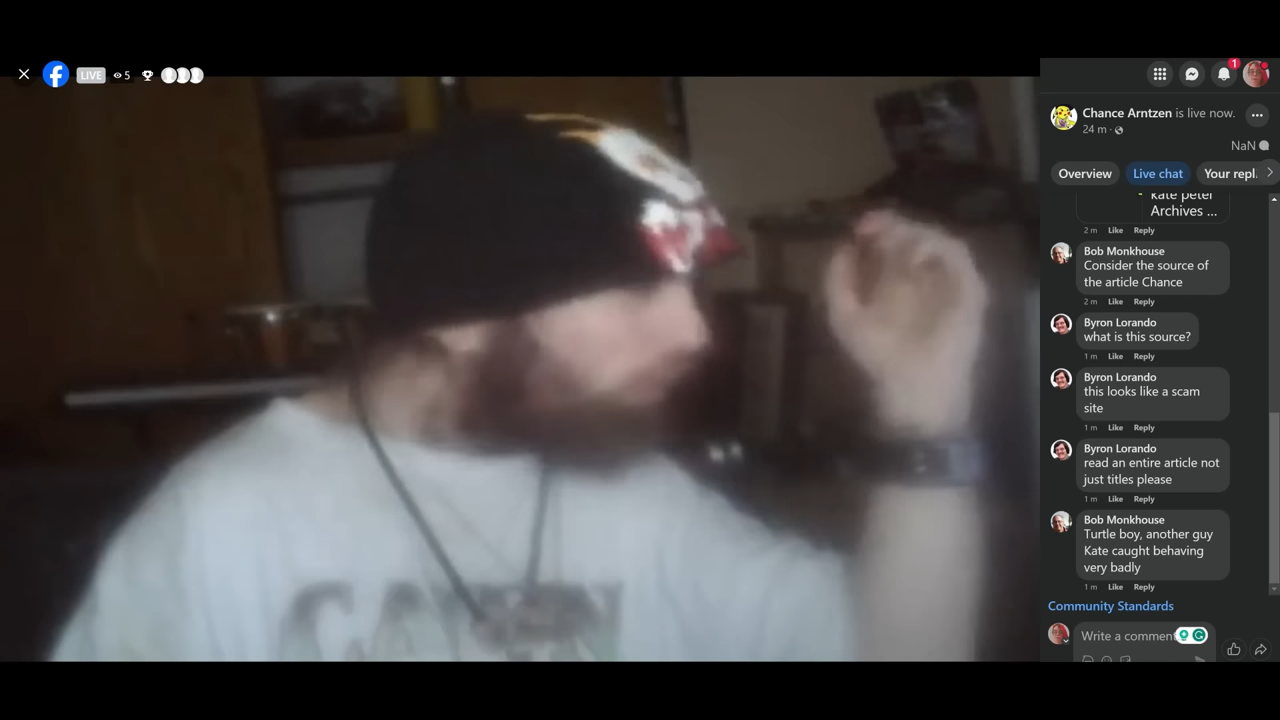 LIVE
5
1
Chance Arntzen is live now.
24 m
NaN
Overview
Live chat
Your repl.
kate peter
Archives ...
2 m Like Reply
Bob Monkhouse
Consider the source of
the article Chance
2 m Like Reply
Byron Lorando
what is this source?
1 m Like Reply
Byron Lorando
this looks like a scam
site
1 m Like Reply
Byron Lorando
read an entire article not
just titles please
1 m Like Reply
Bob Monkhouse
Turtle boy, another guy
Kate caught behaving
very badly
1 m Like Reply
Community Standards
Write a comment